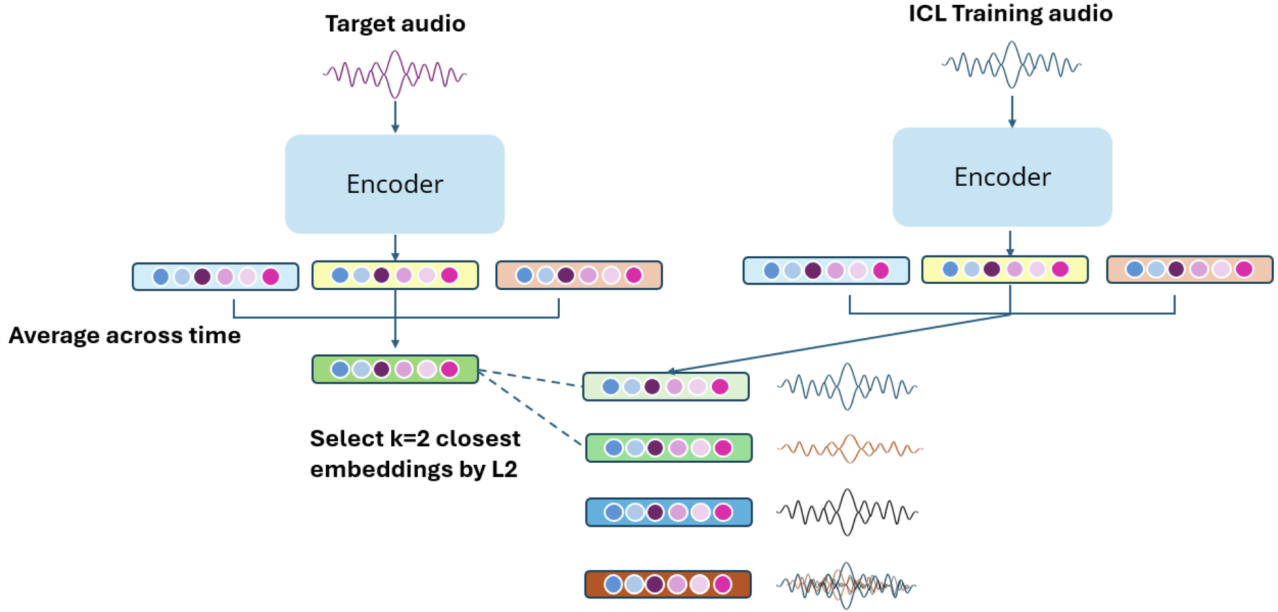 Target audio
ICL Training audio
Encoder
Encoder
Average across time
Select k=2 closest
embeddings by L2